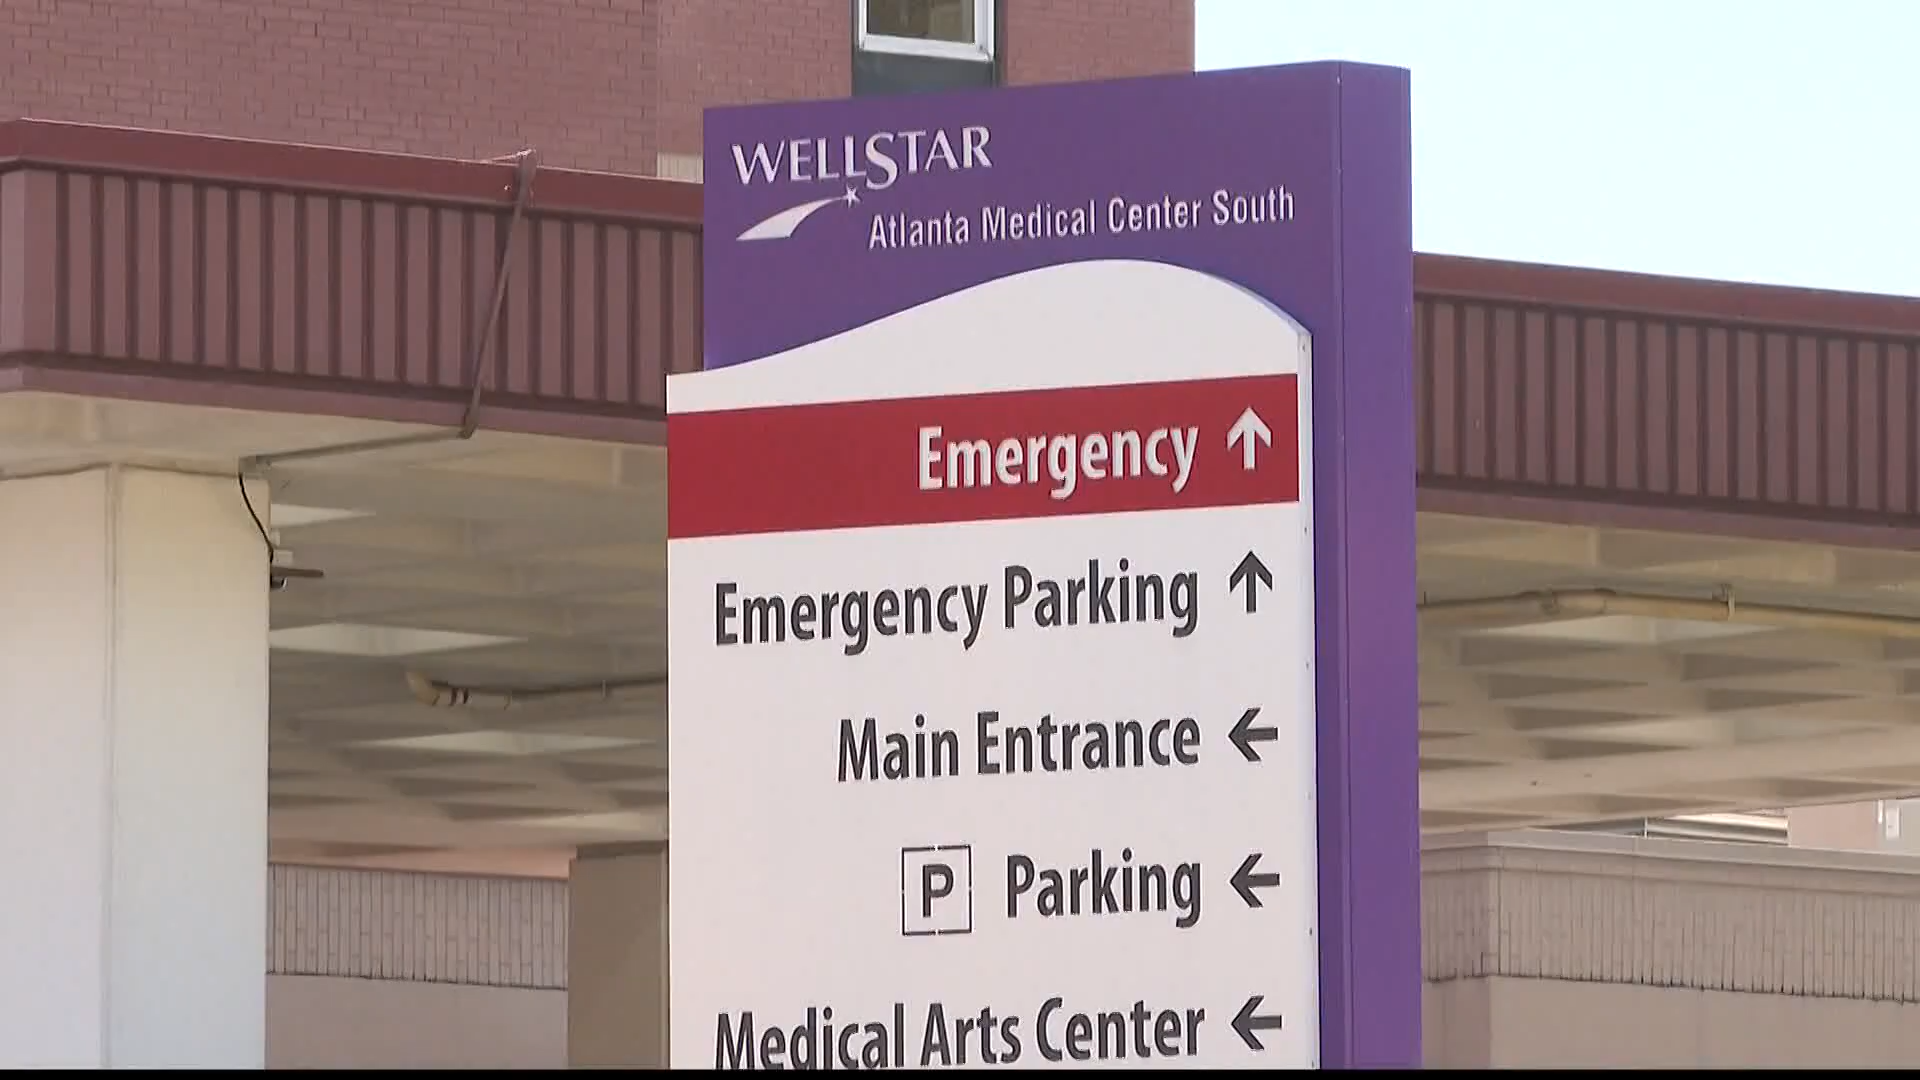 WELLSTAR
Atlanta Medical Center South
Emergency ↑
Emergency Parking ↑
Main Entrance ←
P Parking ←
Medical Arts Center ←